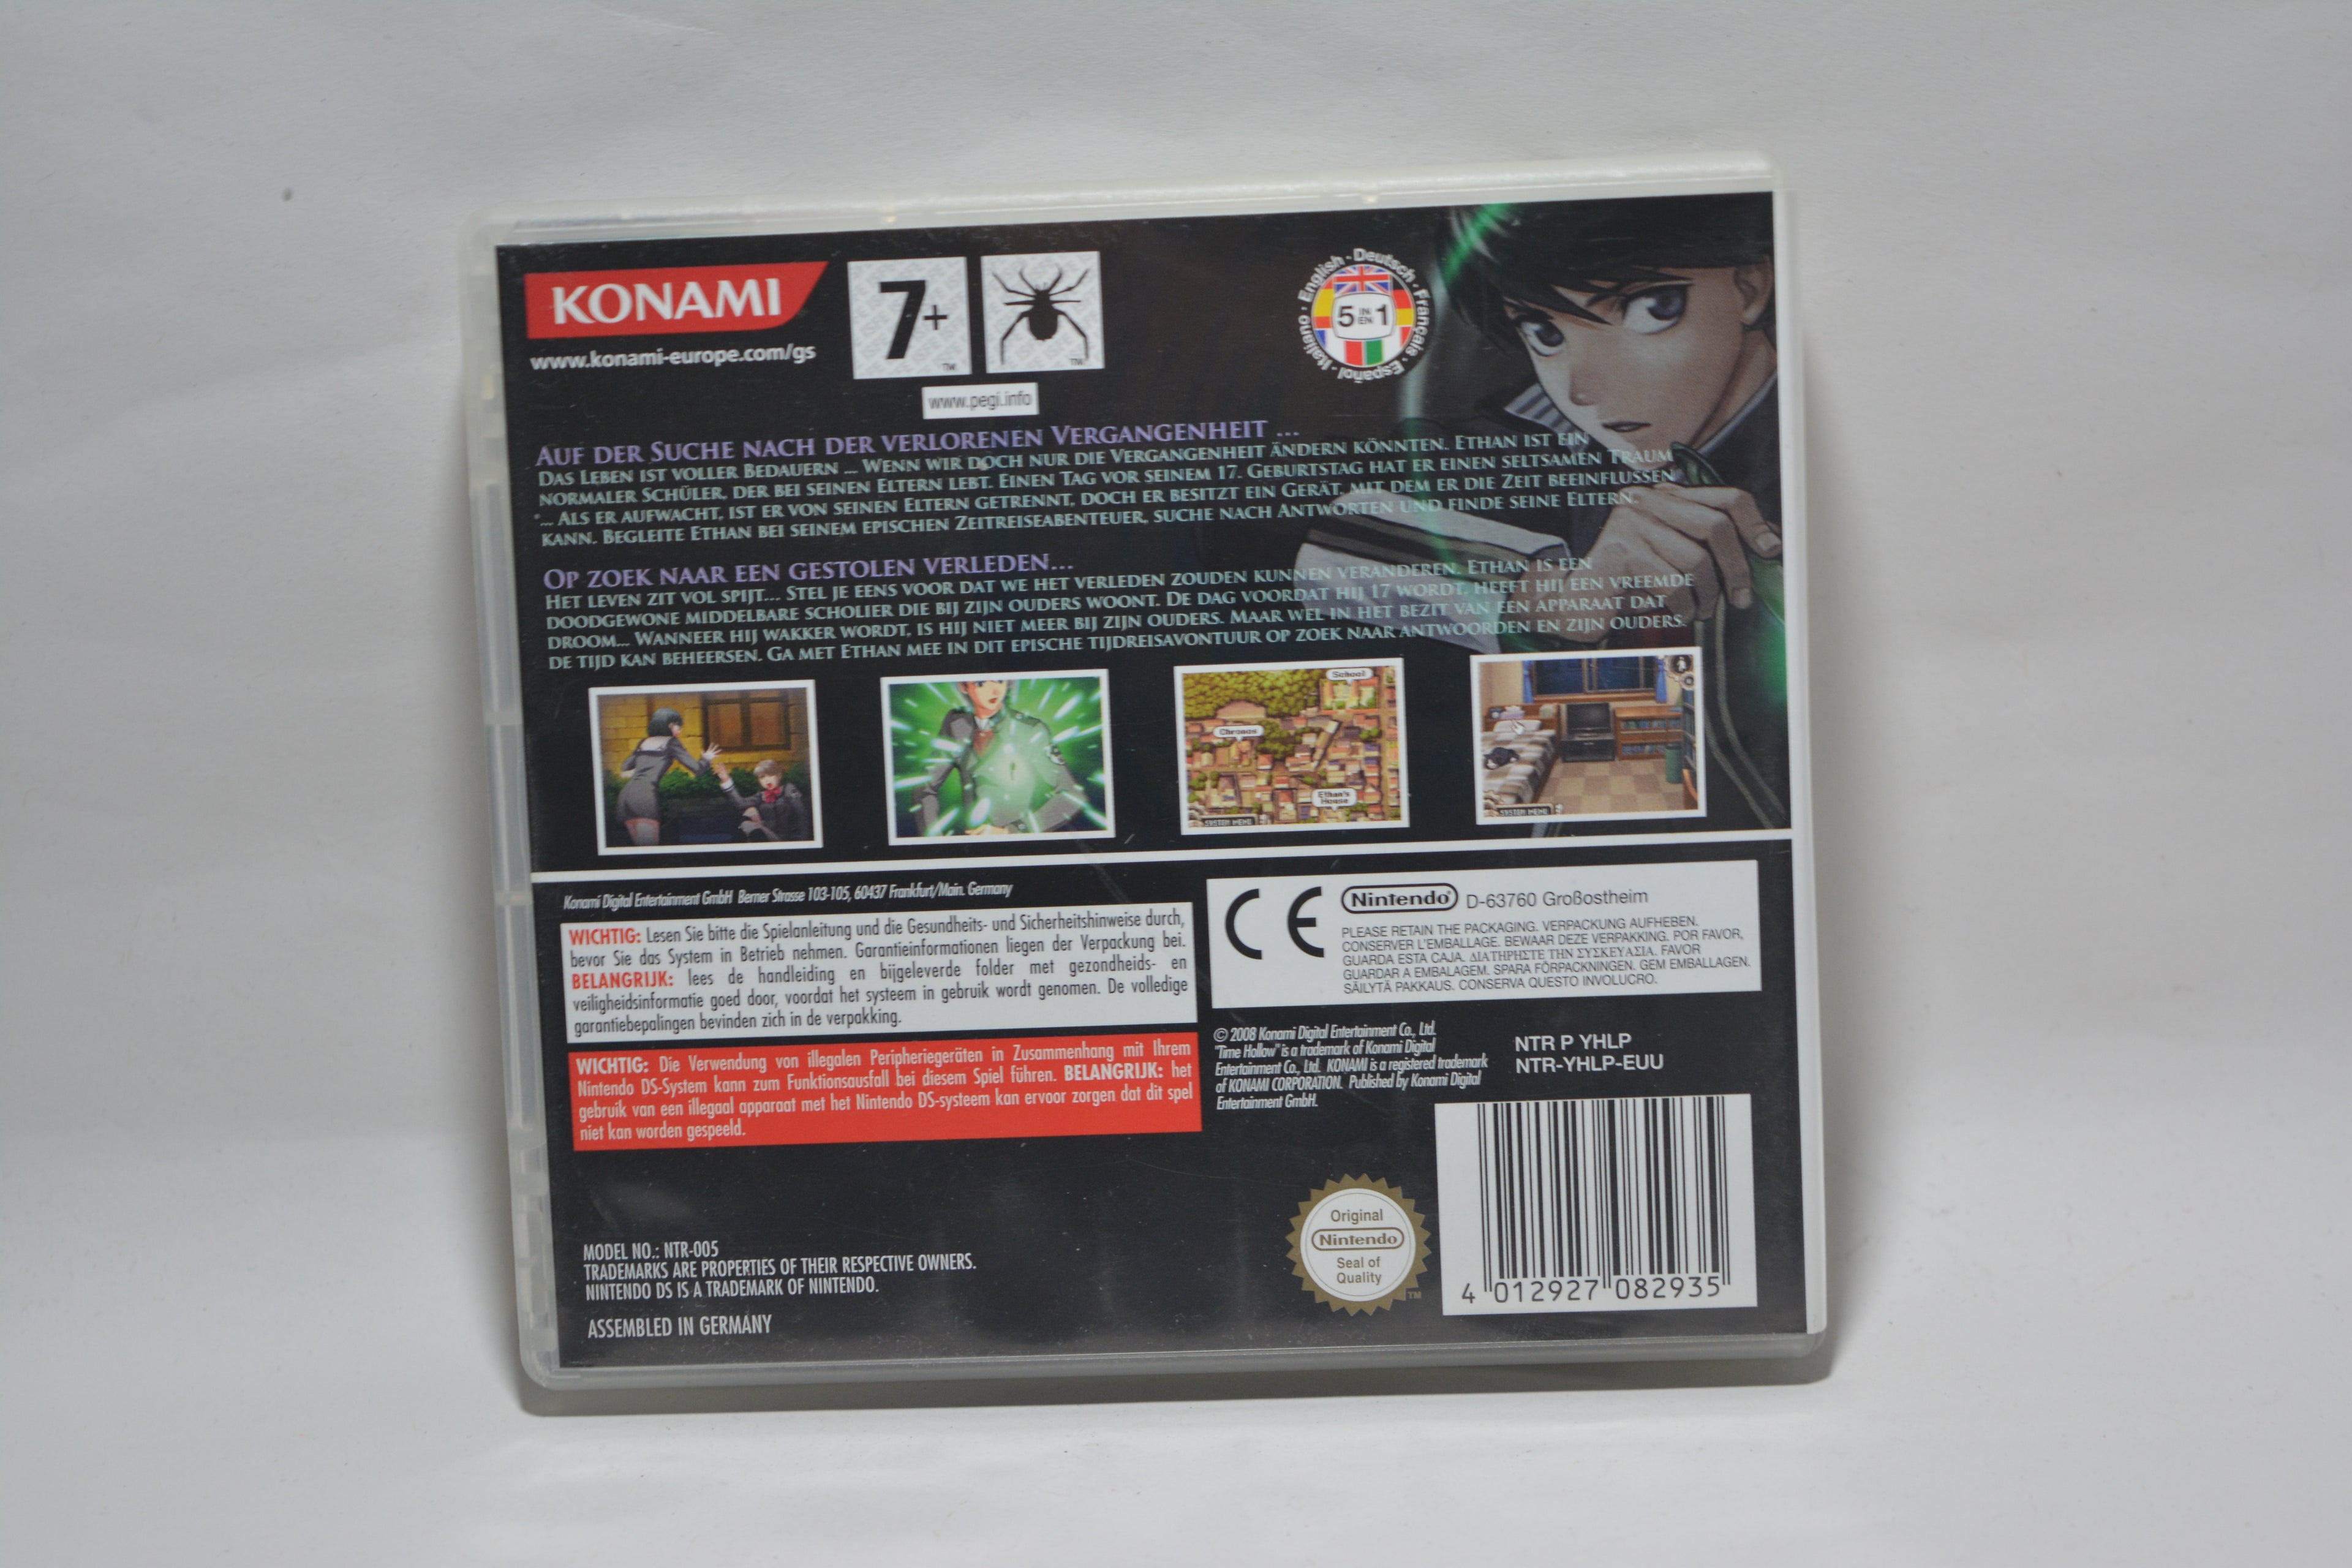 KONAMI
www.konami-europe.com/gs
7+
www.pegi.info
English · Deutsch · Français · Español · Italiano ·
5 IN EN 1
AUF DER SUCHE NACH DER VERLORENEN VERGANGENHEIT ...
DAS LEBEN IST VOLLER BEDAUERN ... WENN WIR DOCH NUR DIE VERGANGENHEIT ÄNDERN KÖNNTEN. ETHAN IST EIN
NORMALER SCHÜLER, DER BEI SEINEN ELTERN LEBT. EINEN TAG VOR SEINEM 17. GEBURTSTAG HAT ER EINEN SELTSAMEN TRAUM
... ALS ER AUFWACHT, IST ER VON SEINEN ELTERN GETRENNT, DOCH ER BESITZT EIN GERÄT, MIT DEM ER DIE ZEIT BEEINFLUSSEN
KANN. BEGLEITE ETHAN BEI SEINEM EPISCHEN ZEITREISEABENTEUER, SUCHE NACH ANTWORTEN UND FINDE SEINE ELTERN.
OP ZOEK NAAR EEN GESTOLEN VERLEDEN...
HET LEVEN ZIT VOL SPIJT... STEL JE EENS VOOR DAT WE HET VERLEDEN ZOUDEN KUNNEN VERANDEREN. ETHAN IS EEN
DOODGEWONE MIDDELBARE SCHOLIER DIE BIJ ZIJN OUDERS WOONT. DE DAG VOORDAT HIJ 17 WORDT, HEEFT HIJ EEN VREEMDE
DROOM... WANNEER HIJ WAKKER WORDT, IS HIJ NIET MEER BIJ ZIJN OUDERS. MAAR WEL IN HET BEZIT VAN EEN APPARAAT DAT
DE TIJD KAN BEHEERSEN. GA MET ETHAN MEE IN DIT EPISCHE TIJDREISAVONTUUR OP ZOEK NAAR ANTWOORDEN EN ZIJN OUDERS.
School
Chronos
Ethan's
House
SYSTEM MENU
SYSTEM MENU
Konami Digital Entertainment GmbH Berner Strasse 103-105, 60437 Frankfurt/Main. Germany
WICHTIG: Lesen Sie bitte die Spielanleitung und die Gesundheits- und Sicherheitshinweise durch,
bevor Sie das System in Betrieb nehmen. Garantieinformationen liegen der Verpackung bei.
BELANGRIJK: lees de handleiding en bijgeleverde folder met gezondheids- en
veiligheidsinformatie goed door, voordat het systeem in gebruik wordt genomen. De volledige
garantiebepalingen bevinden zich in de verpakking.
WICHTIG: Die Verwendung von illegalen Peripheriegeräten in Zusammenhang mit Ihrem
Nintendo DS-System kann zum Funktionsausfall bei diesem Spiel führen. BELANGRIJK: het
gebruik van een illegaal apparaat met het Nintendo DS-systeem kan ervoor zorgen dat dit spel
niet kan worden gespeeld.
CE
Nintendo® D-63760 Großostheim
PLEASE RETAIN THE PACKAGING. VERPACKUNG AUFHEBEN.
CONSERVER L'EMBALLAGE. BEWAAR DEZE VERPAKKING. POR FAVOR,
GUARDA ESTA CAJA. ΔΙΑΤΗΡΗΣΤΕ ΤΗΝ ΣΥΣΚΕΥΑΣΙΑ. FAVOR
GUARDAR A EMBALAGEM. SPARA FÖRPACKNINGEN. GEM EMBALLAGEN.
SÄILYTÄ PAKKAUS. CONSERVA QUESTO INVOLUCRO.
© 2008 Konami Digital Entertainment Co., Ltd.
"Time Hollow" is a trademark of Konami Digital
Entertainment Co., Ltd. KONAMI is a registered trademark
of KONAMI CORPORATION. Published by Konami Digital
Entertainment GmbH.
NTR P YHLP
NTR-YHLP-EUU
MODEL NO.: NTR-005
TRADEMARKS ARE PROPERTIES OF THEIR RESPECTIVE OWNERS.
NINTENDO DS IS A TRADEMARK OF NINTENDO.
ASSEMBLED IN GERMANY
Original
Nintendo
Seal of
Quality
TM
4 012927 082935